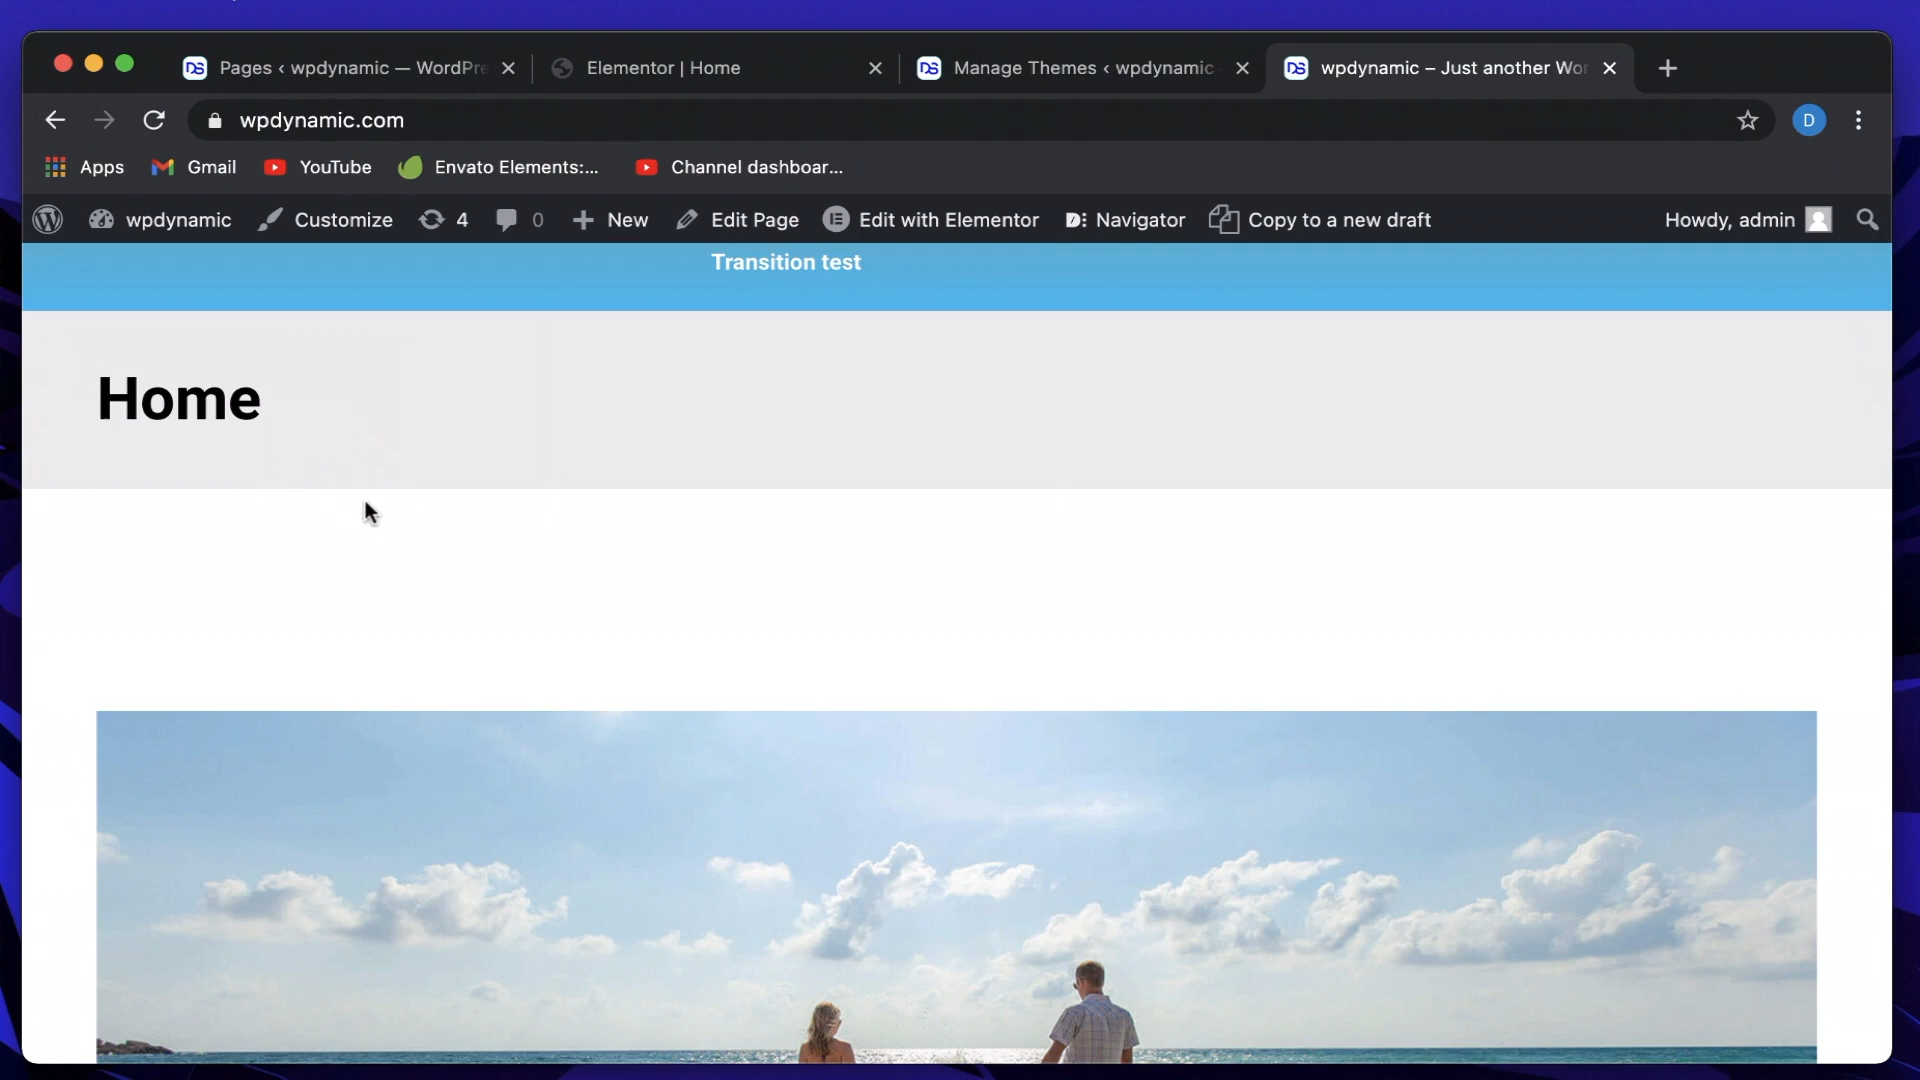 Pages ‹ wpdynamic — WordPre
Elementor | Home
Manage Themes ‹ wpdynamic
wpdynamic – Just another Wor
wpdynamic.com
D
Apps
Gmail
YouTube
Envato Elements:...
Channel dashboar...
wpdynamic
Customize
4
0
New
Edit Page
Edit with Elementor
Navigator
Copy to a new draft
Howdy, admin
Transition test
Home